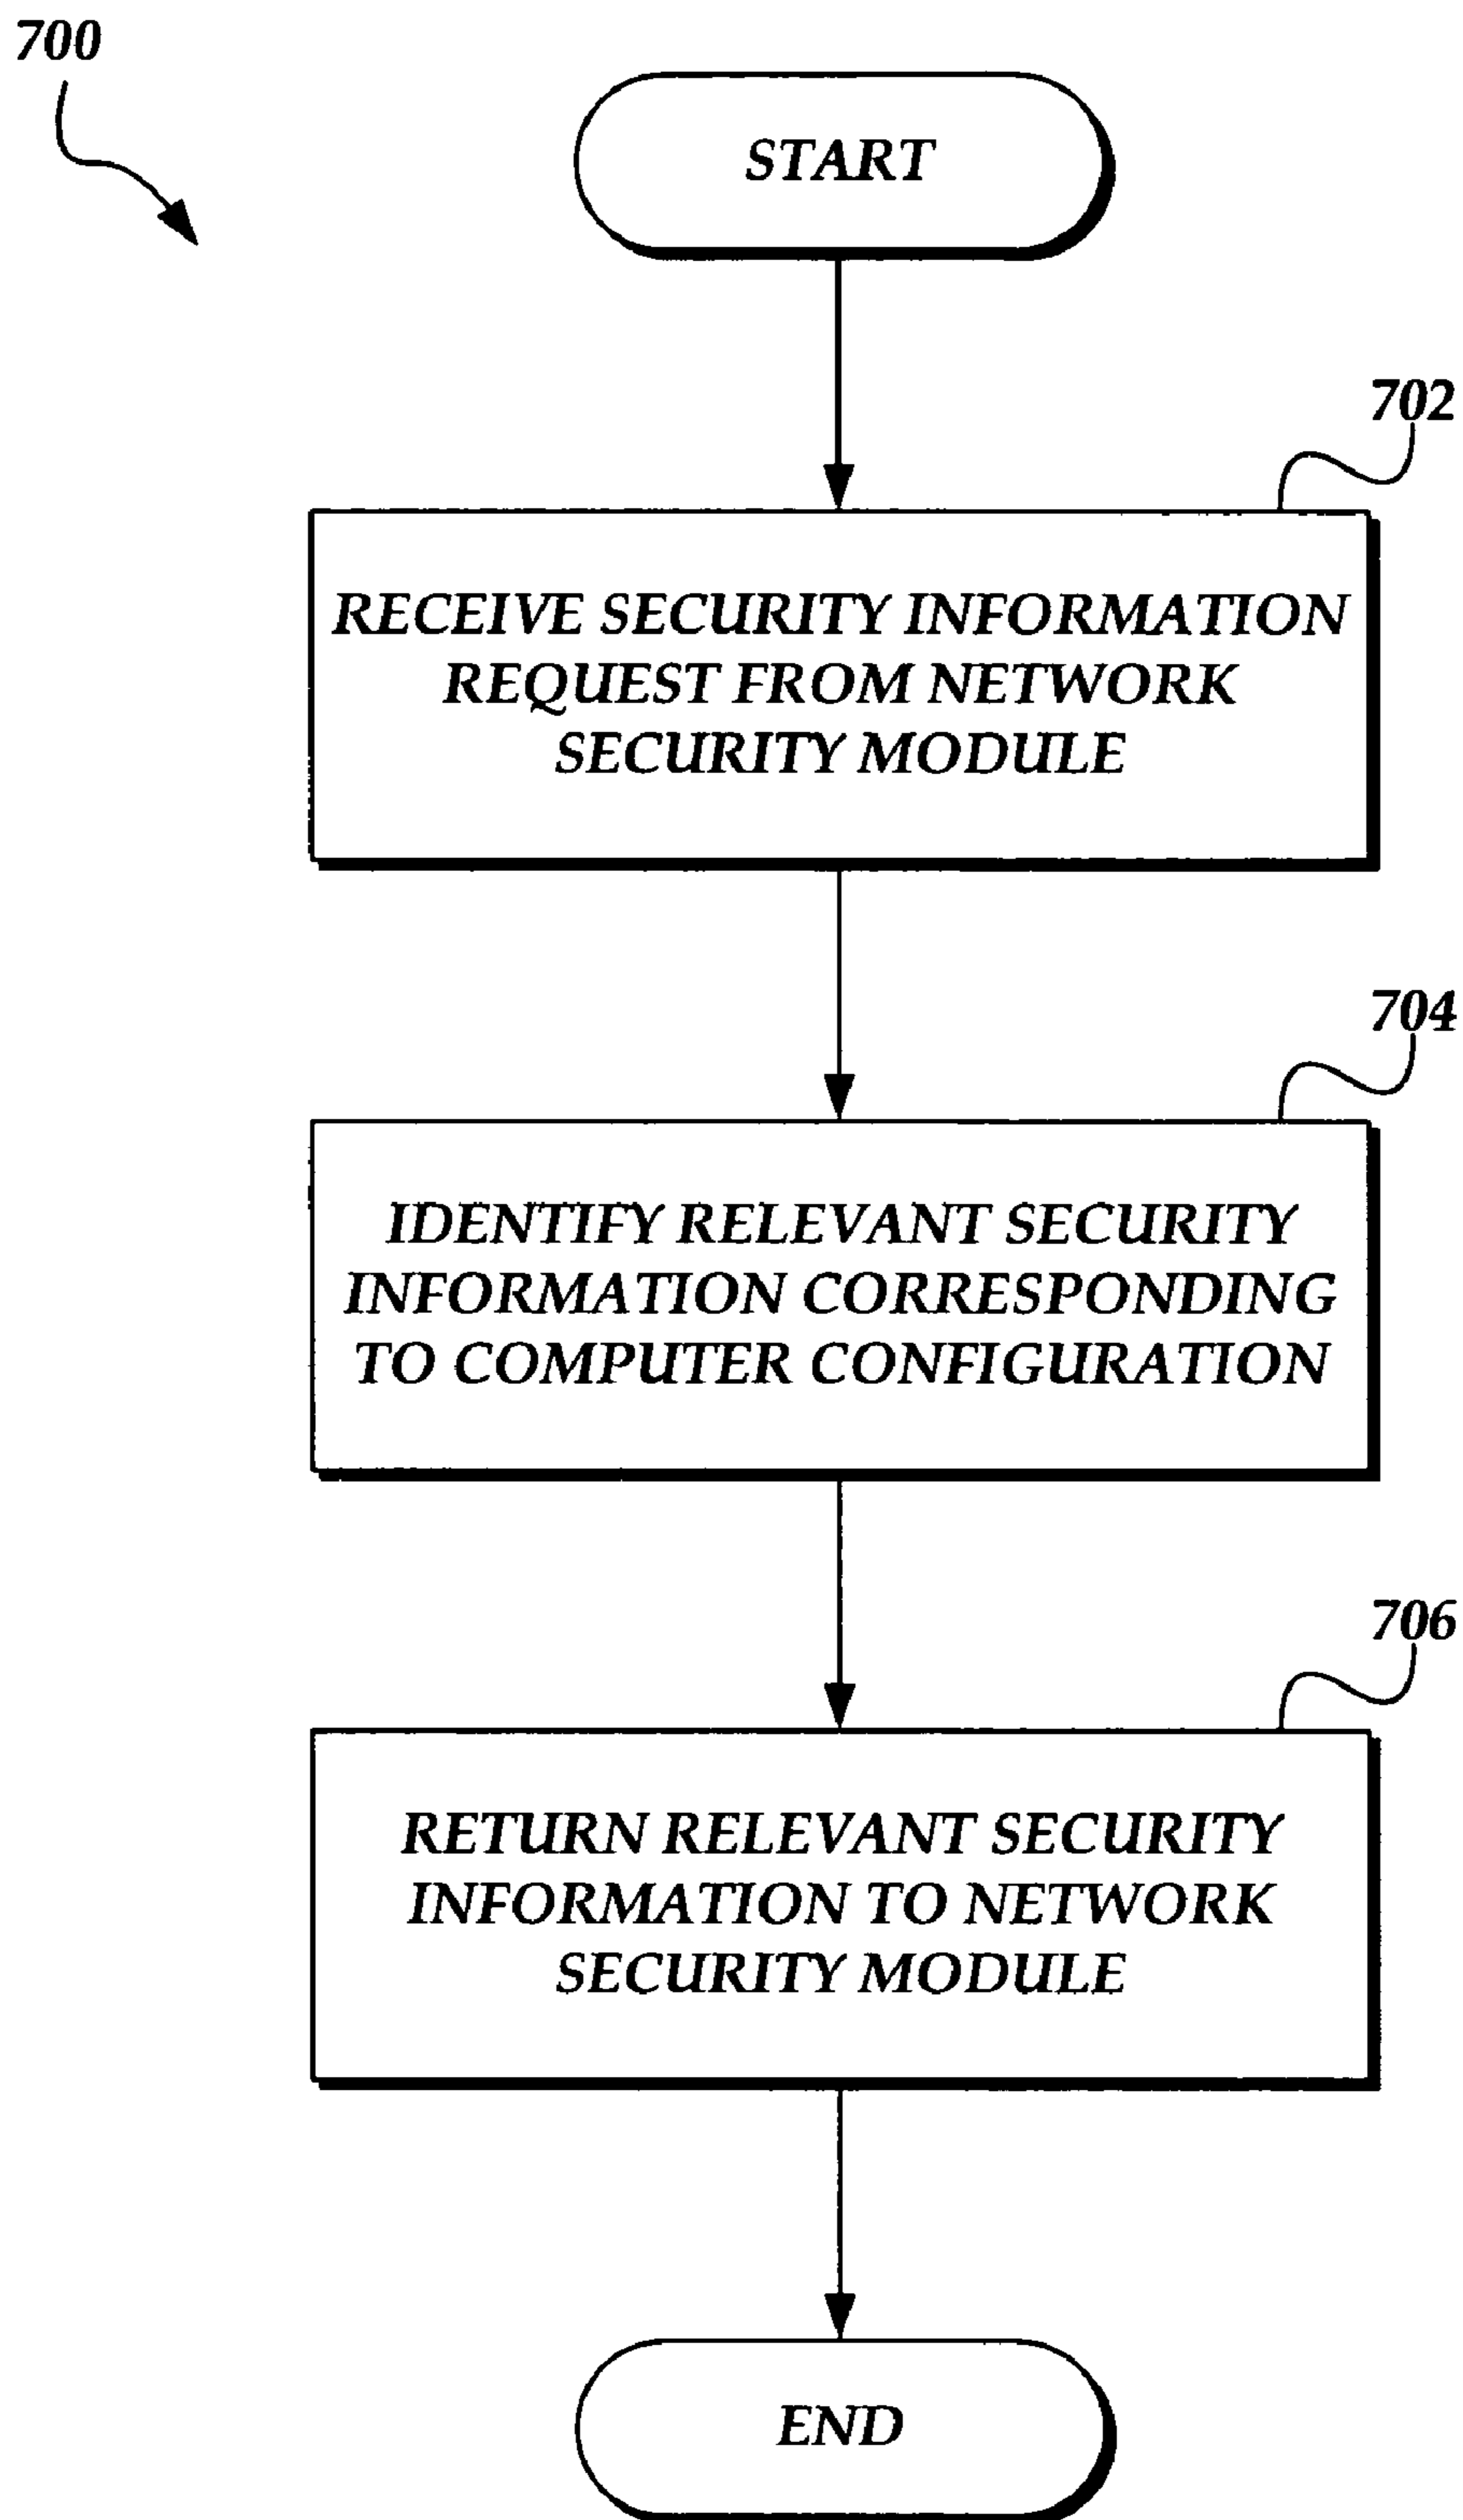 700
START
702
RECEIVE SECURITY INFORMATION
REQUEST FROM NETWORK
SECURITY MODULE
704
IDENTIFY RELEVANT SECURITY
INFORMATION CORRESPONDING
TO COMPUTER CONFIGURATION
706
RETURN RELEVANT SECURITY
INFORMATION TO NETWORK
SECURITY MODULE
END